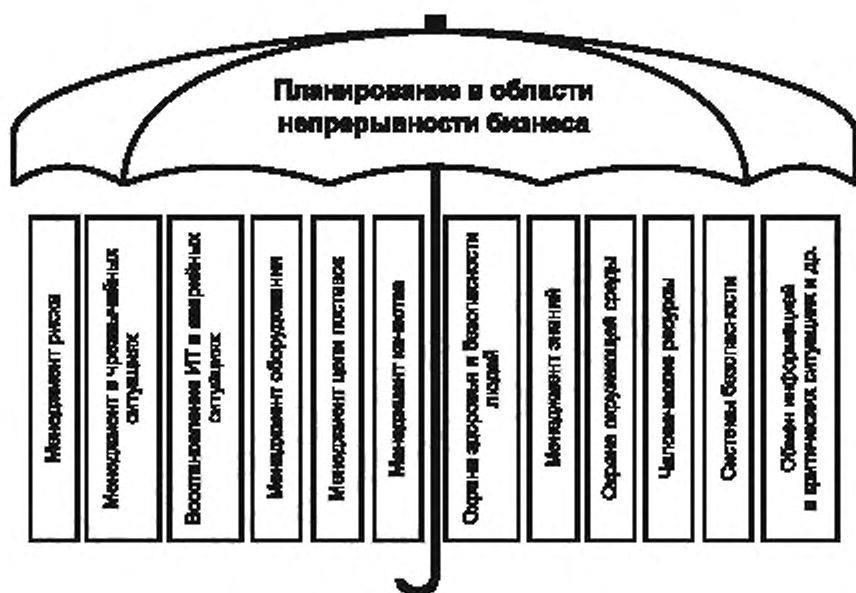 Планирование в области
непрерывности бизнеса
Менеджмент риска
Менеджмент в чрезвычайных
ситуациях
Восстановление ИТ в аварийных
ситуациях
Менеджмент оборудования
Менеджмент цепи поставок
Менеджмент качества
Охрана здоровья и безопасности
людей
Менеджмент знаний
Охрана окружающей среды
Человеческие ресурсы
Системы безопасности
Обмен информацией
в критических ситуациях и др.